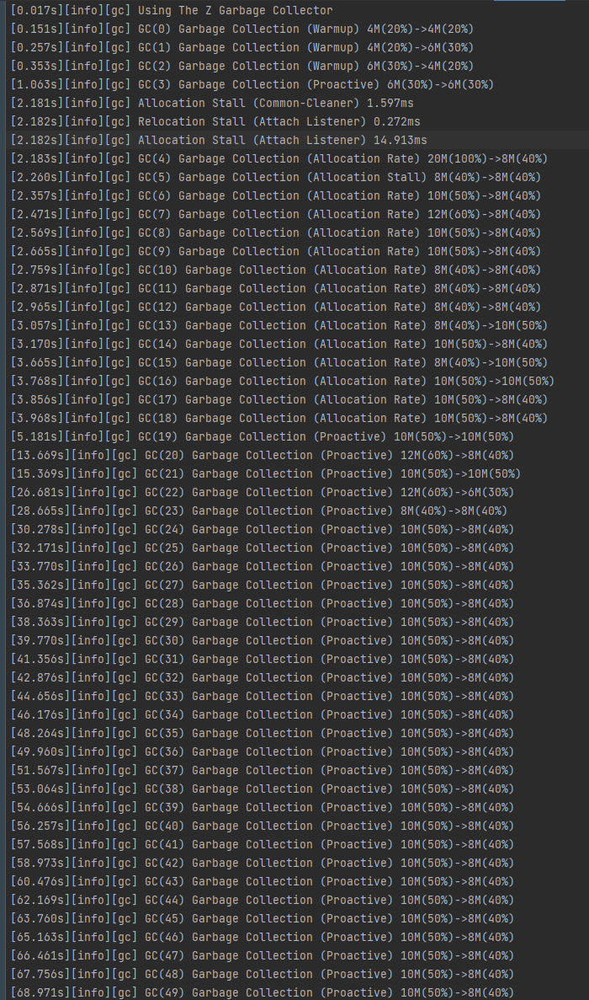 [0.017s][info][gc] Using The Z Garbage Collector
[0.151s][info][gc] GC(0) Garbage Collection (Warmup) 4M(20%)->4M(20%)
[0.257s][info][gc] GC(1) Garbage Collection (Warmup) 4M(20%)->6M(30%)
[0.353s][info][gc] GC(2) Garbage Collection (Warmup) 6M(30%)->4M(20%)
[1.063s][info][gc] GC(3) Garbage Collection (Proactive) 6M(30%)->6M(30%)
[2.181s][info][gc] Allocation Stall (Common-Cleaner) 1.597ms
[2.182s][info][gc] Relocation Stall (Attach Listener) 0.272ms
[2.182s][info][gc] Allocation Stall (Attach Listener) 14.913ms
[2.183s][info][gc] GC(4) Garbage Collection (Allocation Rate) 20M(100%)->8M(40%)
[2.260s][info][gc] GC(5) Garbage Collection (Allocation Stall) 8M(40%)->8M(40%)
[2.357s][info][gc] GC(6) Garbage Collection (Allocation Rate) 10M(50%)->8M(40%)
[2.471s][info][gc] GC(7) Garbage Collection (Allocation Rate) 12M(60%)->8M(40%)
[2.569s][info][gc] GC(8) Garbage Collection (Allocation Rate) 10M(50%)->8M(40%)
[2.665s][info][gc] GC(9) Garbage Collection (Allocation Rate) 10M(50%)->8M(40%)
[2.759s][info][gc] GC(10) Garbage Collection (Allocation Rate) 8M(40%)->8M(40%)
[2.871s][info][gc] GC(11) Garbage Collection (Allocation Rate) 8M(40%)->8M(40%)
[2.965s][info][gc] GC(12) Garbage Collection (Allocation Rate) 8M(40%)->8M(40%)
[3.057s][info][gc] GC(13) Garbage Collection (Allocation Rate) 8M(40%)->10M(50%)
[3.170s][info][gc] GC(14) Garbage Collection (Allocation Rate) 10M(50%)->8M(40%)
[3.665s][info][gc] GC(15) Garbage Collection (Allocation Rate) 8M(40%)->10M(50%)
[3.768s][info][gc] GC(16) Garbage Collection (Allocation Rate) 10M(50%)->10M(50%)
[3.856s][info][gc] GC(17) Garbage Collection (Allocation Rate) 10M(50%)->8M(40%)
[3.968s][info][gc] GC(18) Garbage Collection (Allocation Rate) 10M(50%)->8M(40%)
[5.181s][info][gc] GC(19) Garbage Collection (Proactive) 10M(50%)->10M(50%)
[13.669s][info][gc] GC(20) Garbage Collection (Proactive) 12M(60%)->8M(40%)
[15.369s][info][gc] GC(21) Garbage Collection (Proactive) 10M(50%)->10M(50%)
[26.681s][info][gc] GC(22) Garbage Collection (Proactive) 12M(60%)->6M(30%)
[28.665s][info][gc] GC(23) Garbage Collection (Proactive) 8M(40%)->8M(40%)
[30.278s][info][gc] GC(24) Garbage Collection (Proactive) 10M(50%)->8M(40%)
[32.171s][info][gc] GC(25) Garbage Collection (Proactive) 10M(50%)->8M(40%)
[33.770s][info][gc] GC(26) Garbage Collection (Proactive) 10M(50%)->8M(40%)
[35.362s][info][gc] GC(27) Garbage Collection (Proactive) 10M(50%)->8M(40%)
[36.874s][info][gc] GC(28) Garbage Collection (Proactive) 10M(50%)->8M(40%)
[38.363s][info][gc] GC(29) Garbage Collection (Proactive) 10M(50%)->8M(40%)
[39.770s][info][gc] GC(30) Garbage Collection (Proactive) 10M(50%)->8M(40%)
[41.356s][info][gc] GC(31) Garbage Collection (Proactive) 10M(50%)->8M(40%)
[42.876s][info][gc] GC(32) Garbage Collection (Proactive) 10M(50%)->8M(40%)
[44.656s][info][gc] GC(33) Garbage Collection (Proactive) 10M(50%)->8M(40%)
[46.176s][info][gc] GC(34) Garbage Collection (Proactive) 10M(50%)->8M(40%)
[48.264s][info][gc] GC(35) Garbage Collection (Proactive) 10M(50%)->8M(40%)
[49.960s][info][gc] GC(36) Garbage Collection (Proactive) 10M(50%)->8M(40%)
[51.567s][info][gc] GC(37) Garbage Collection (Proactive) 10M(50%)->8M(40%)
[53.064s][info][gc] GC(38) Garbage Collection (Proactive) 10M(50%)->8M(40%)
[54.666s][info][gc] GC(39) Garbage Collection (Proactive) 10M(50%)->8M(40%)
[56.257s][info][gc] GC(40) Garbage Collection (Proactive) 10M(50%)->8M(40%)
[57.568s][info][gc] GC(41) Garbage Collection (Proactive) 10M(50%)->8M(40%)
[58.973s][info][gc] GC(42) Garbage Collection (Proactive) 10M(50%)->8M(40%)
[60.476s][info][gc] GC(43) Garbage Collection (Proactive) 10M(50%)->8M(40%)
[62.169s][info][gc] GC(44) Garbage Collection (Proactive) 10M(50%)->8M(40%)
[63.760s][info][gc] GC(45) Garbage Collection (Proactive) 10M(50%)->8M(40%)
[65.163s][info][gc] GC(46) Garbage Collection (Proactive) 10M(50%)->8M(40%)
[66.461s][info][gc] GC(47) Garbage Collection (Proactive) 10M(50%)->8M(40%)
[67.756s][info][gc] GC(48) Garbage Collection (Proactive) 10M(50%)->8M(40%)
[68.971s][info][gc] GC(49) Garbage Collection (Proactive) 10M(50%)->8M(40%)